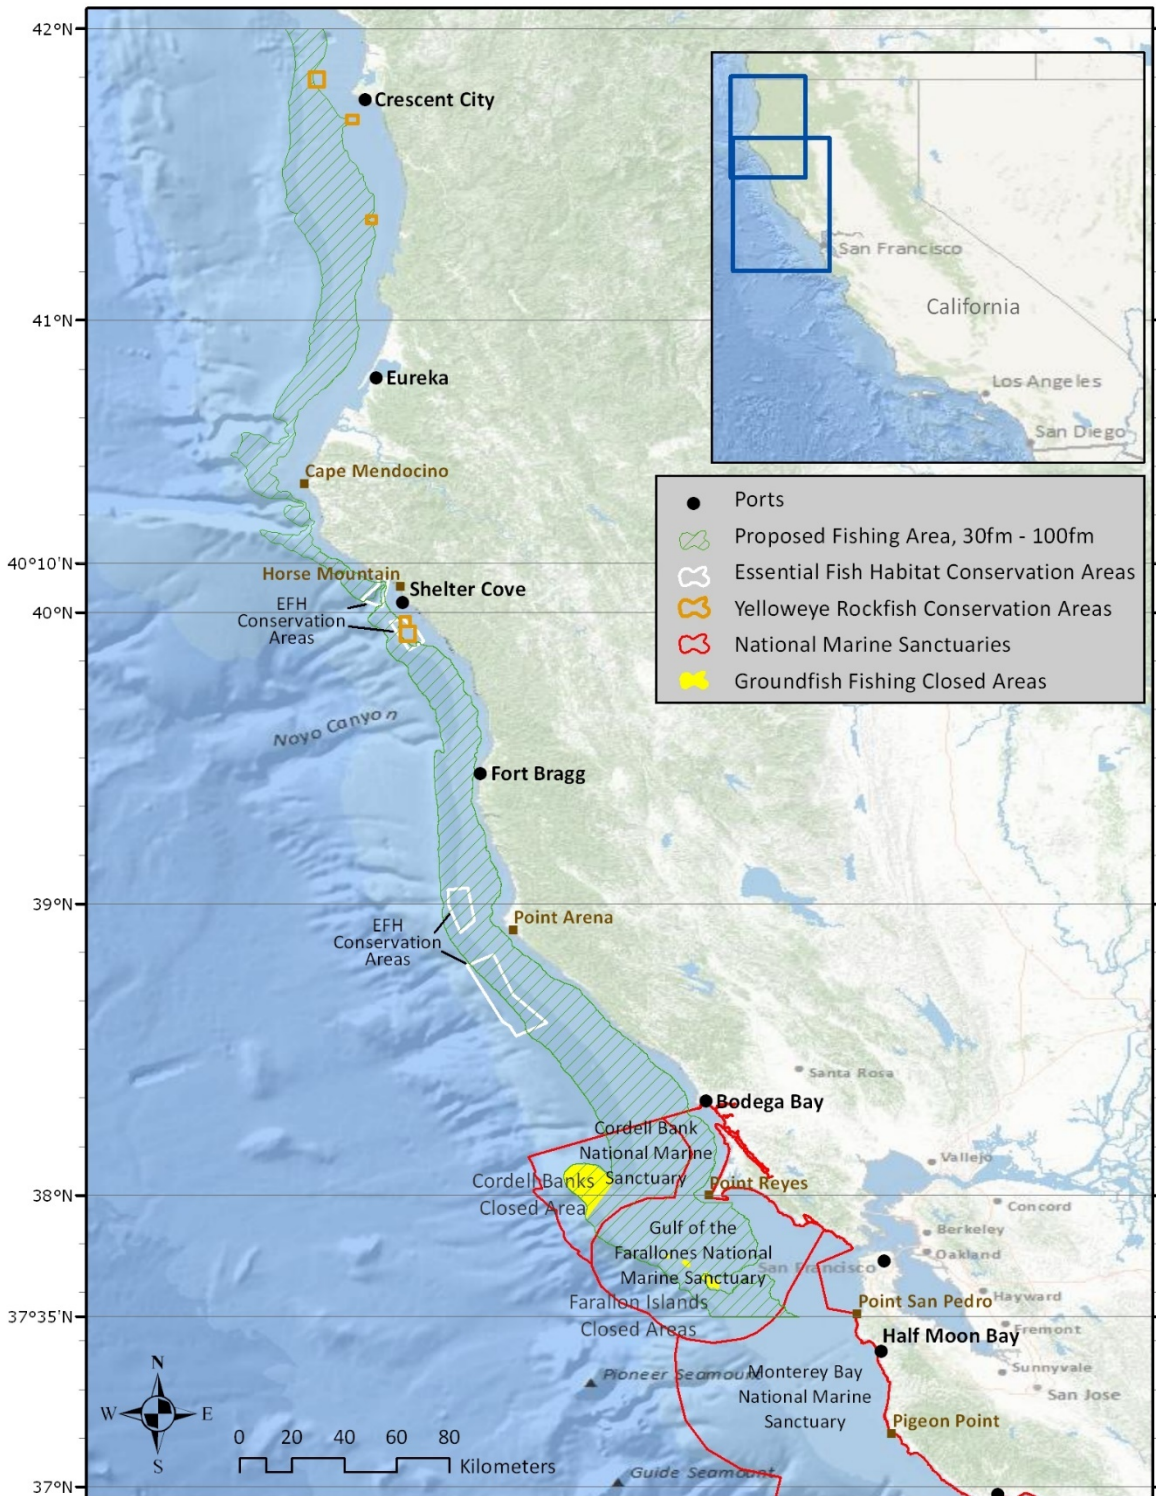 42°N
Crescent City
San Francisco
California
41°N
Eureka
Los Angeles
San Diego
Cape Mendocino
Ports
Proposed Fishing Area, 30fm - 100fm
Essential Fish Habitat Conservation Areas
Yelloweye Rockfish Conservation Areas
National Marine Sanctuaries
Groundfish Fishing Closed Areas
40°10'N
Horse Mountain
Shelter Cove
40°N
EFH
Conservation
Areas
Noyo Canyon
Fort Bragg
39°N
Point Arena
EFH
Conservation
Areas
Santa Rosa
Bodega Bay
Cordell Bank
National Marine
Sanctuary
Vallejo
Cordell Banks
Closed Area
Point Reyes
38°N
Concord
Gulf of the
Farallones National
Marine Sanctuary
Berkeley
Oakland
San Francisco
Farallon Islands
Closed Areas
Point San Pedro
Hayward
37°35'N
Fremont
Half Moon Bay
Sunnyvale
San Jose
Pioneer Seamount
Monterey Bay
National Marine
Sanctuary
Pigeon Point
N
W
E
S
0 20 40 60 80
Kilometers
Guide Seamount
37°N